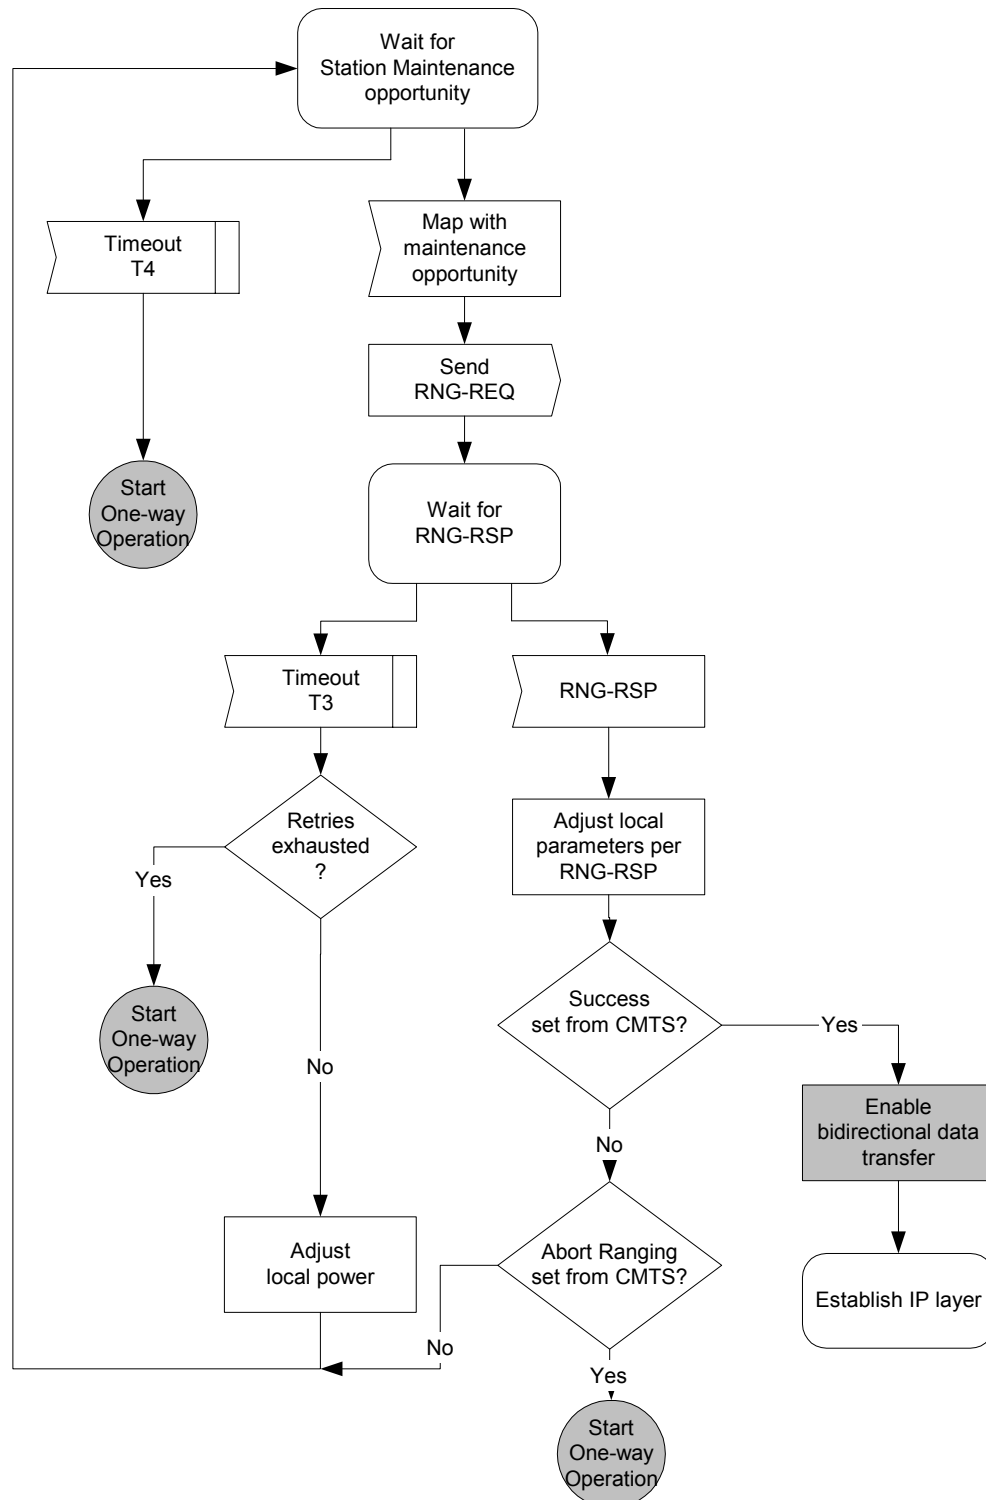 Wait for
Station Maintenance
opportunity
Timeout
T4
Map with
maintenance
opportunity
Send
RNG-REQ
Start
One-way
Operation
Wait for
RNG-RSP
Timeout
T3
RNG-RSP
Retries
exhausted
?
Adjust local
parameters per
RNG-RSP
Yes
Start
One-way
Operation
No
Success
set from CMTS?
Yes
Enable
bidirectional data
transfer
No
Adjust
local power
Abort Ranging
set from CMTS?
Establish IP layer
No
Yes
Start
One-way
Operation